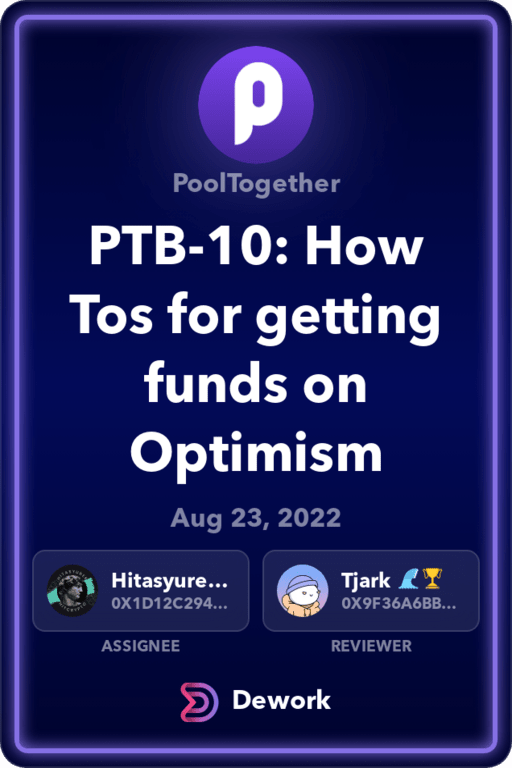 PoolTogether
PTB-10: How
Tos for getting
funds on
Optimism
Aug 23, 2022
Hitasyure...
0X1D12C294...
Tjark 🌊🏆
0X9F36A6BB...
ASSIGNEE
REVIEWER
Dework